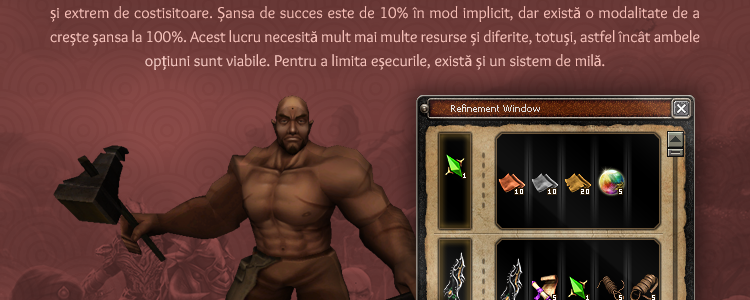 și extrem de costisitoare. Șansa de succes este de 10% în mod implicit, dar există o modalitate de a
crește șansa la 100%. Acest lucru necesită mult mai multe resurse și diferite, totuși, astfel încât ambele
opțiuni sunt viabile. Pentru a limita eșecurile, există și un sistem de milă.
Refinement Window
1
10
10
20
5
5
1
5
5